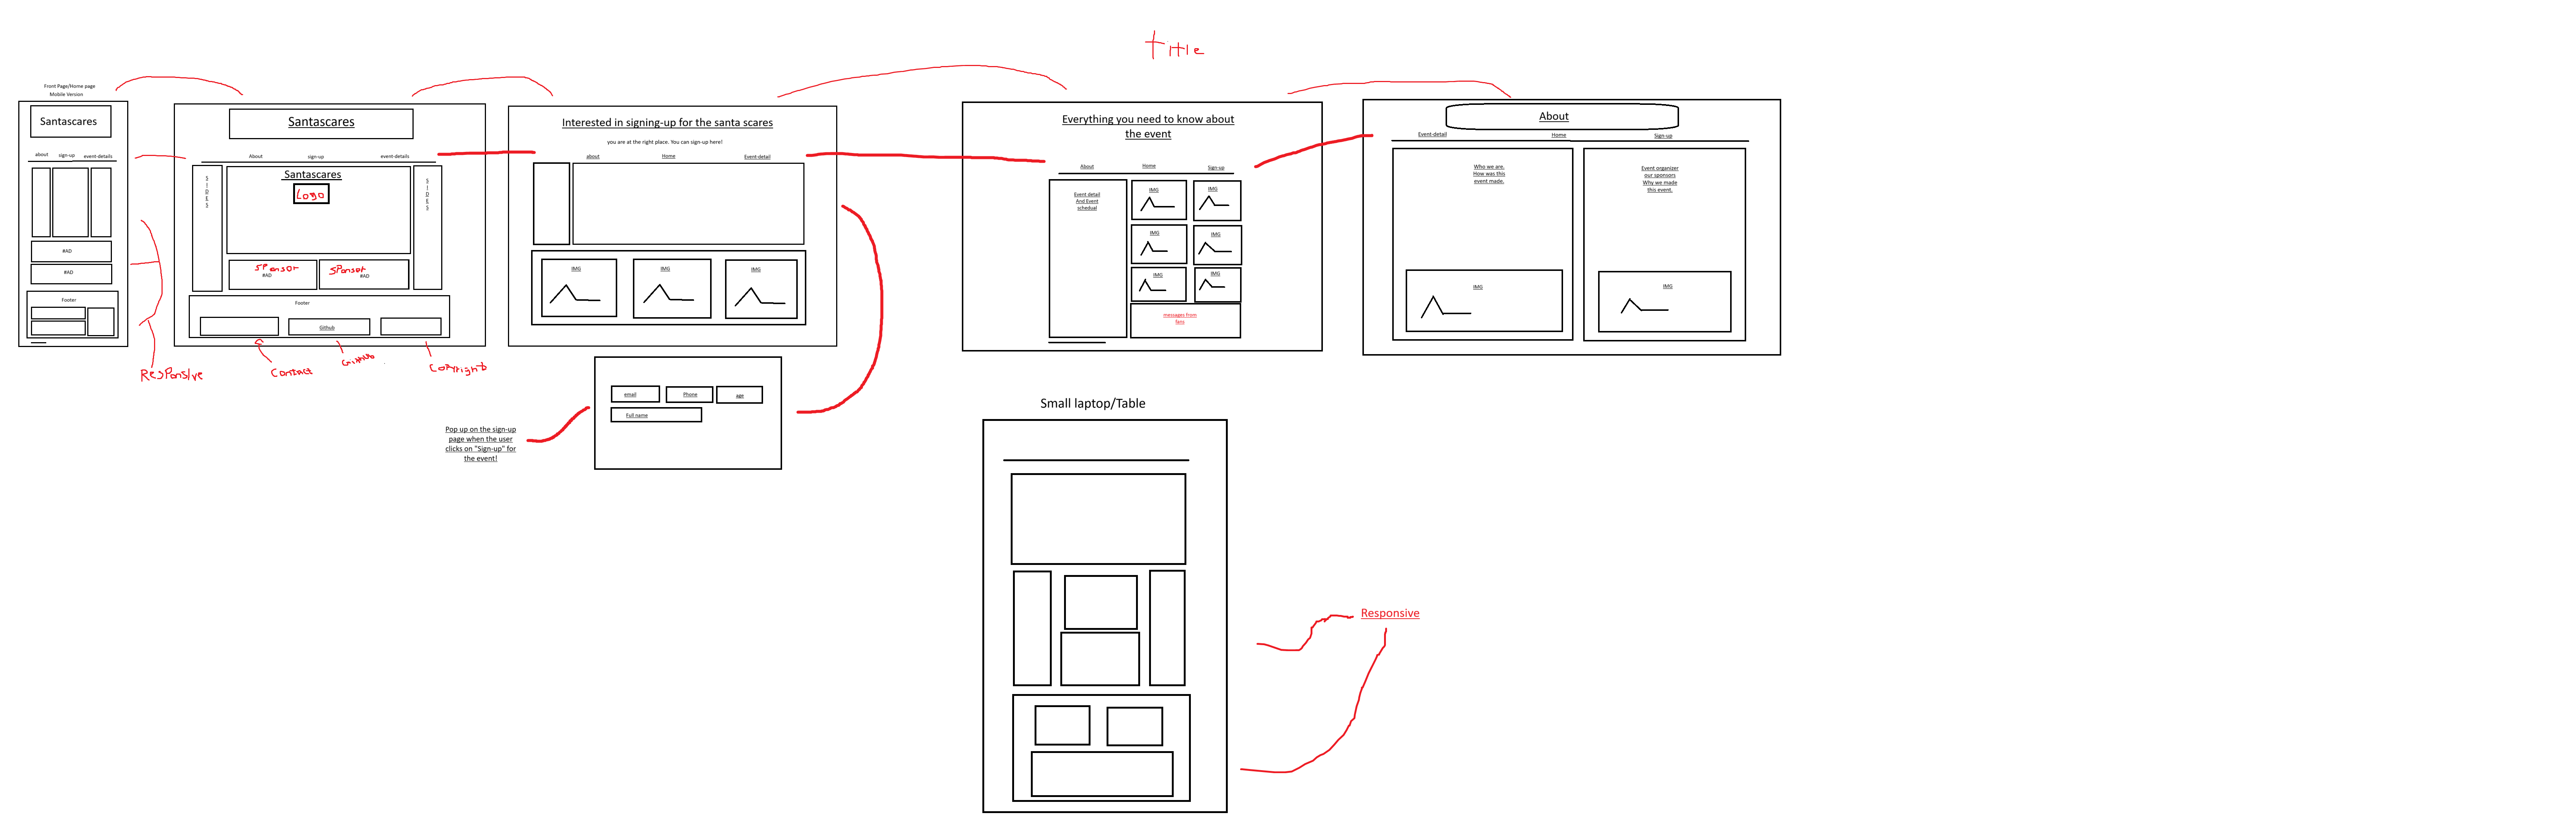 Title
Front Page/Home page
Mobile Version
Santascares
about sign-up event-details
#AD
#AD
Footer
Responsive
Santascares
About sign-up event-details
SIDES
Santascares
Logo
SIDES
Sponsor
#AD
Sponsor
#AD
Footer
Github
Contact
Copyright
Interested in signing-up for the santa scares
you are at the right place. You can sign-up here!
about Home Event-detail
IMG IMG IMG
email Phone age
Full name
Pop up on the sign-up
page when the user
clicks on "Sign-up" for
the event!
Everything you need to know about
the event
About Home Sign-up
Event detail
And Event
schedual
IMG IMG
IMG IMG
IMG IMG
messages from
fans
About
Event-detail Home Sign-up
Who we are.
How was this
event made.
IMG
Event organizer
our sponsors
Why we made
this event.
IMG
Small laptop/Table
Responsive